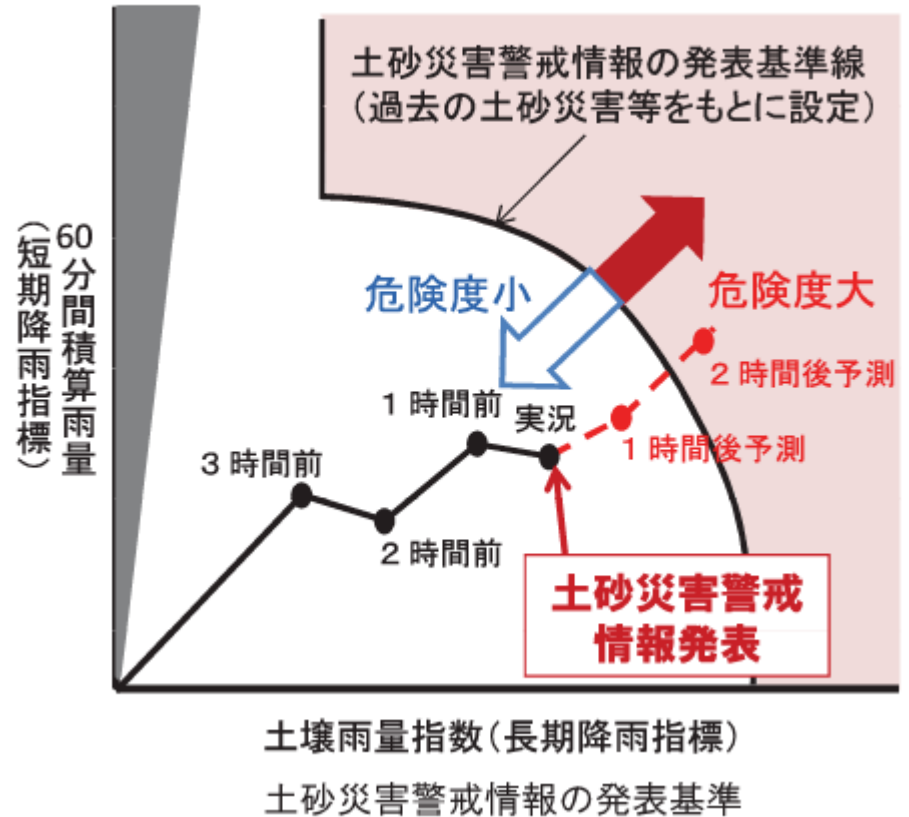 土砂災害警戒情報の発表基準線
（過去の土砂災害等をもとに設定）
60分間積算雨量
（短期降雨指標）
危険度小
危険度大
2時間後予測
1時間前
実況
1時間後予測
3時間前
2時間前
土砂災害警戒
情報発表
土壌雨量指数（長期降雨指標）
土砂災害警戒情報の発表基準